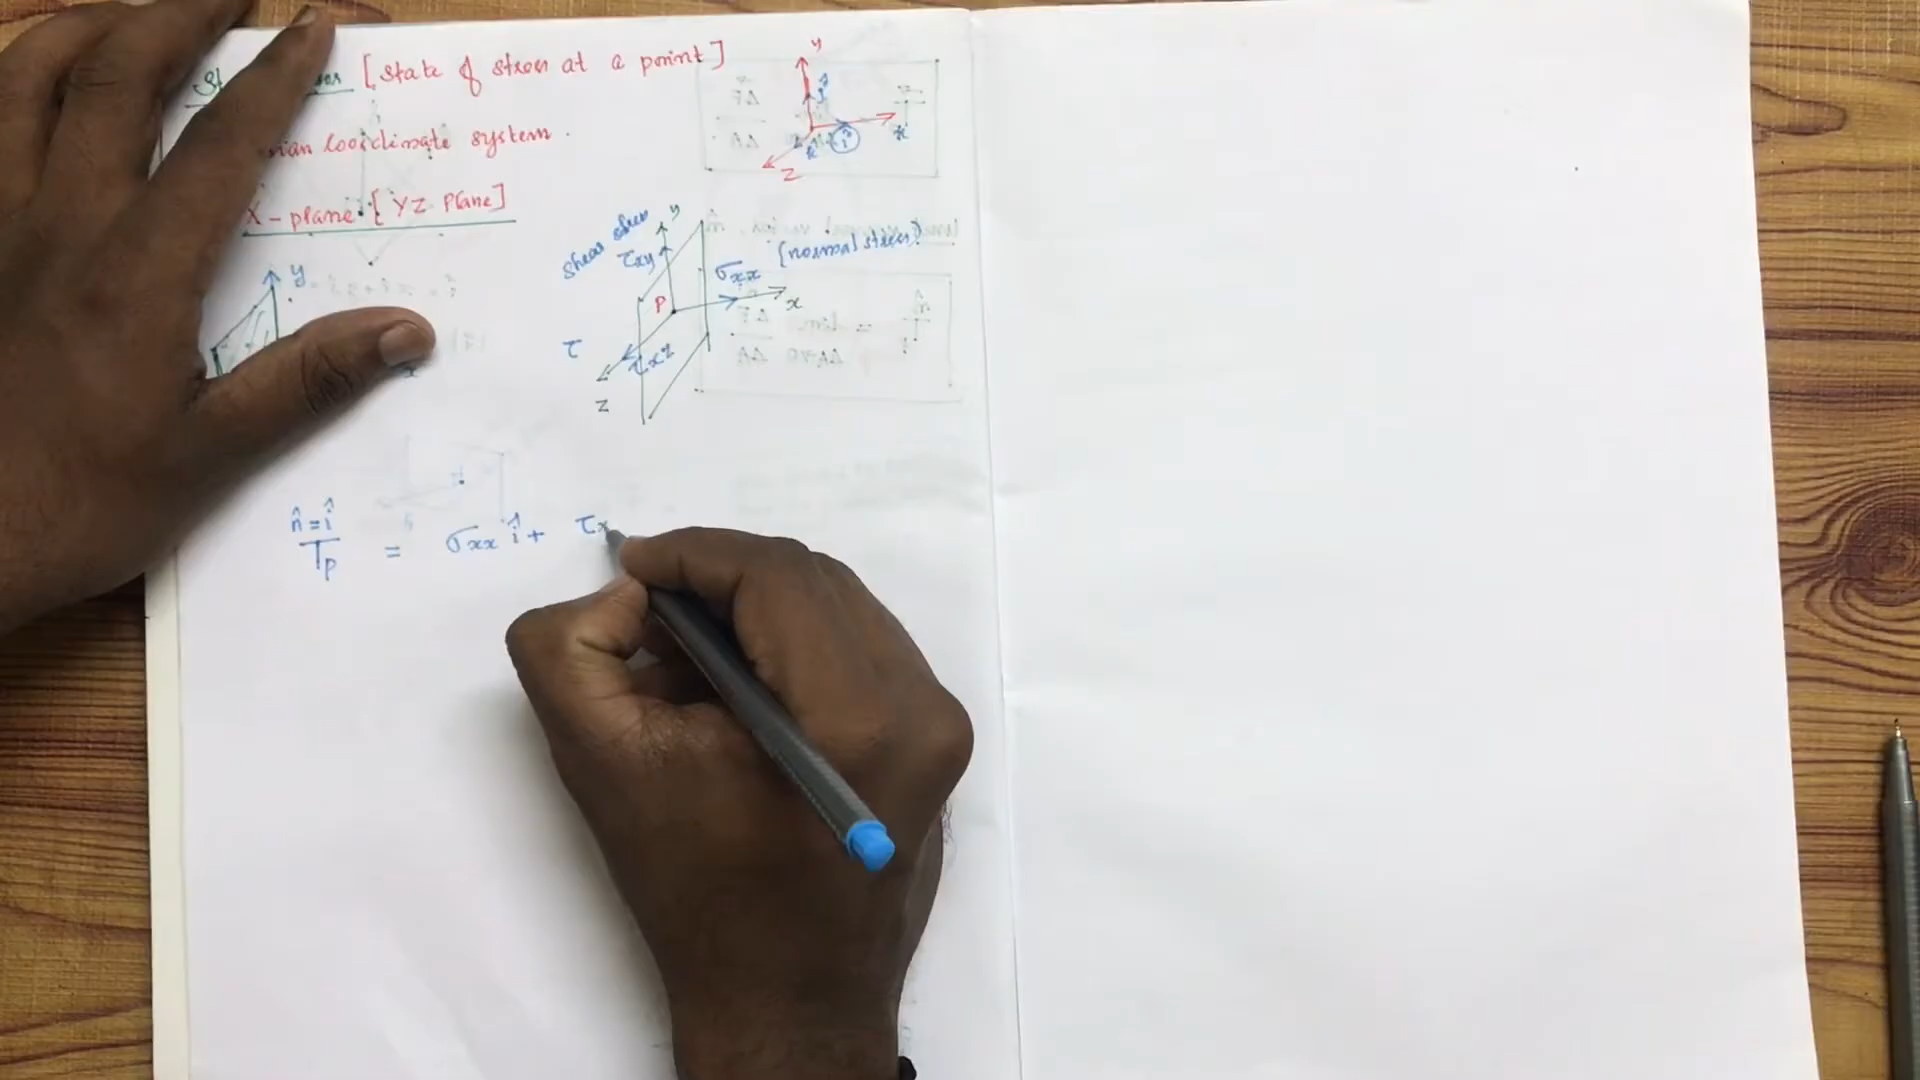 [State of stress at a point]
coordinate system.
X-plane [YZ Plane]
y
ĵ
î
k̂
x
z
shear stress
y
τxy
[normal stress]
σxx
P
x
τ
τxz
z
y
x
n̂=î
Tp = σxx î + τx